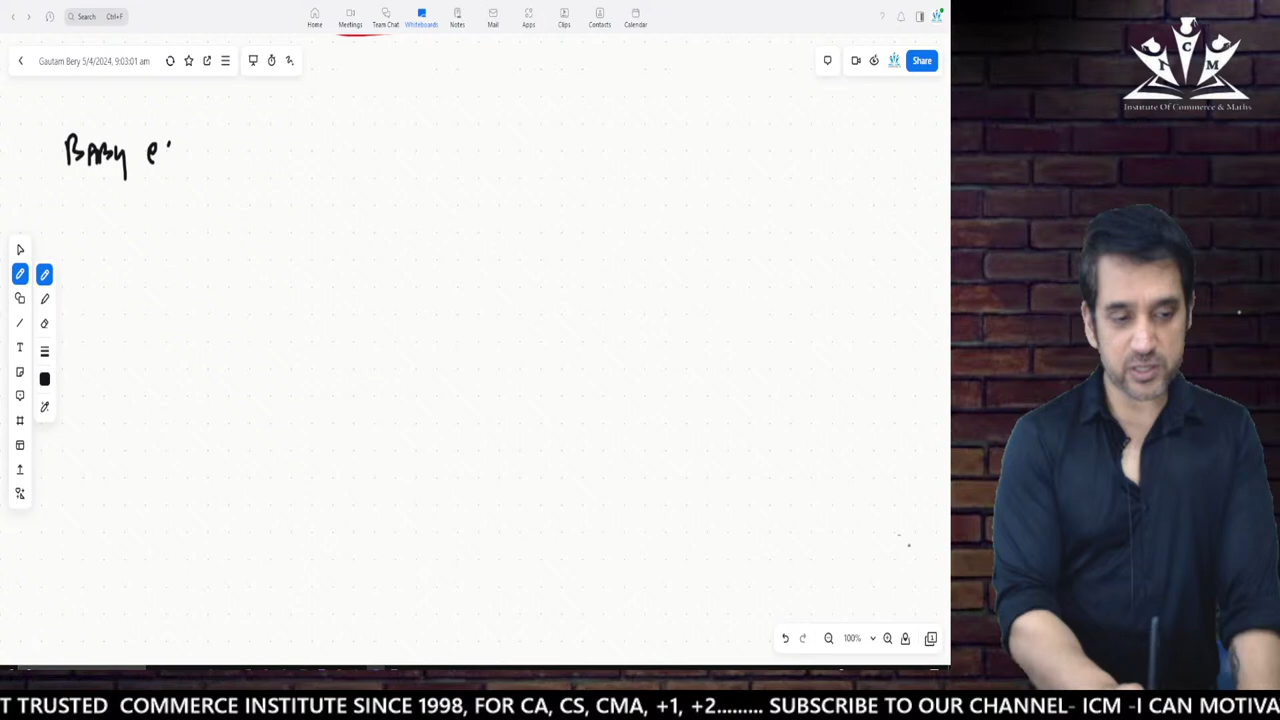 Search Ctrl+F
Home Meetings Team Chat Whiteboards Notes Mail Apps Clips Contacts Calendar
Gautam Bery 5/4/2024, 9:03:01 am
Share
I C M
Institute Of Commerce & Maths
BABY e
100%
T TRUSTED COMMERCE INSTITUTE SINCE 1998, FOR CA, CS, CMA, +1, +2......... SUBSCRIBE TO OUR CHANNEL- ICM -I CAN MOTIVA